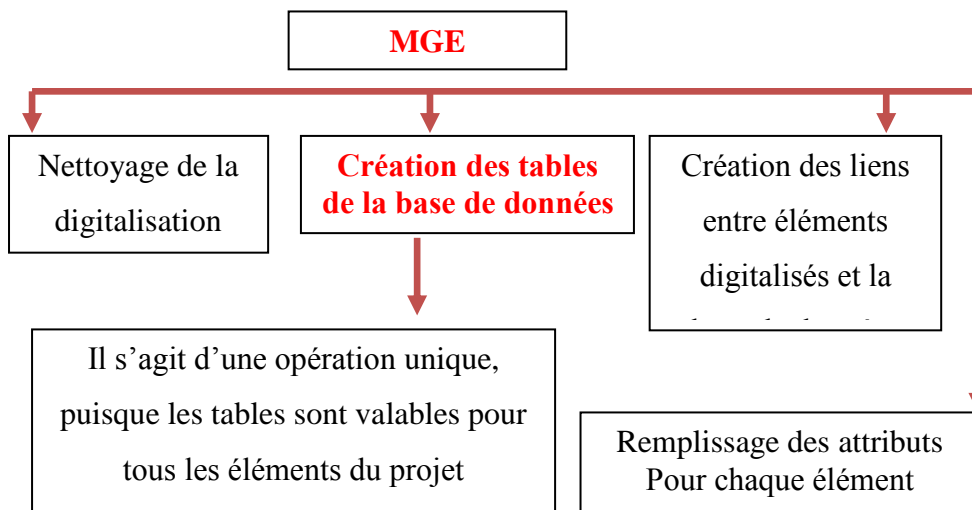 MGE
Nettoyage de la
digitalisation
Création des tables
de la base de données
Création des liens
entre éléments
digitalisés et la
Il s’agit d’une opération unique,
puisque les tables sont valables pour
tous les éléments du projet
Remplissage des attributs
Pour chaque élément